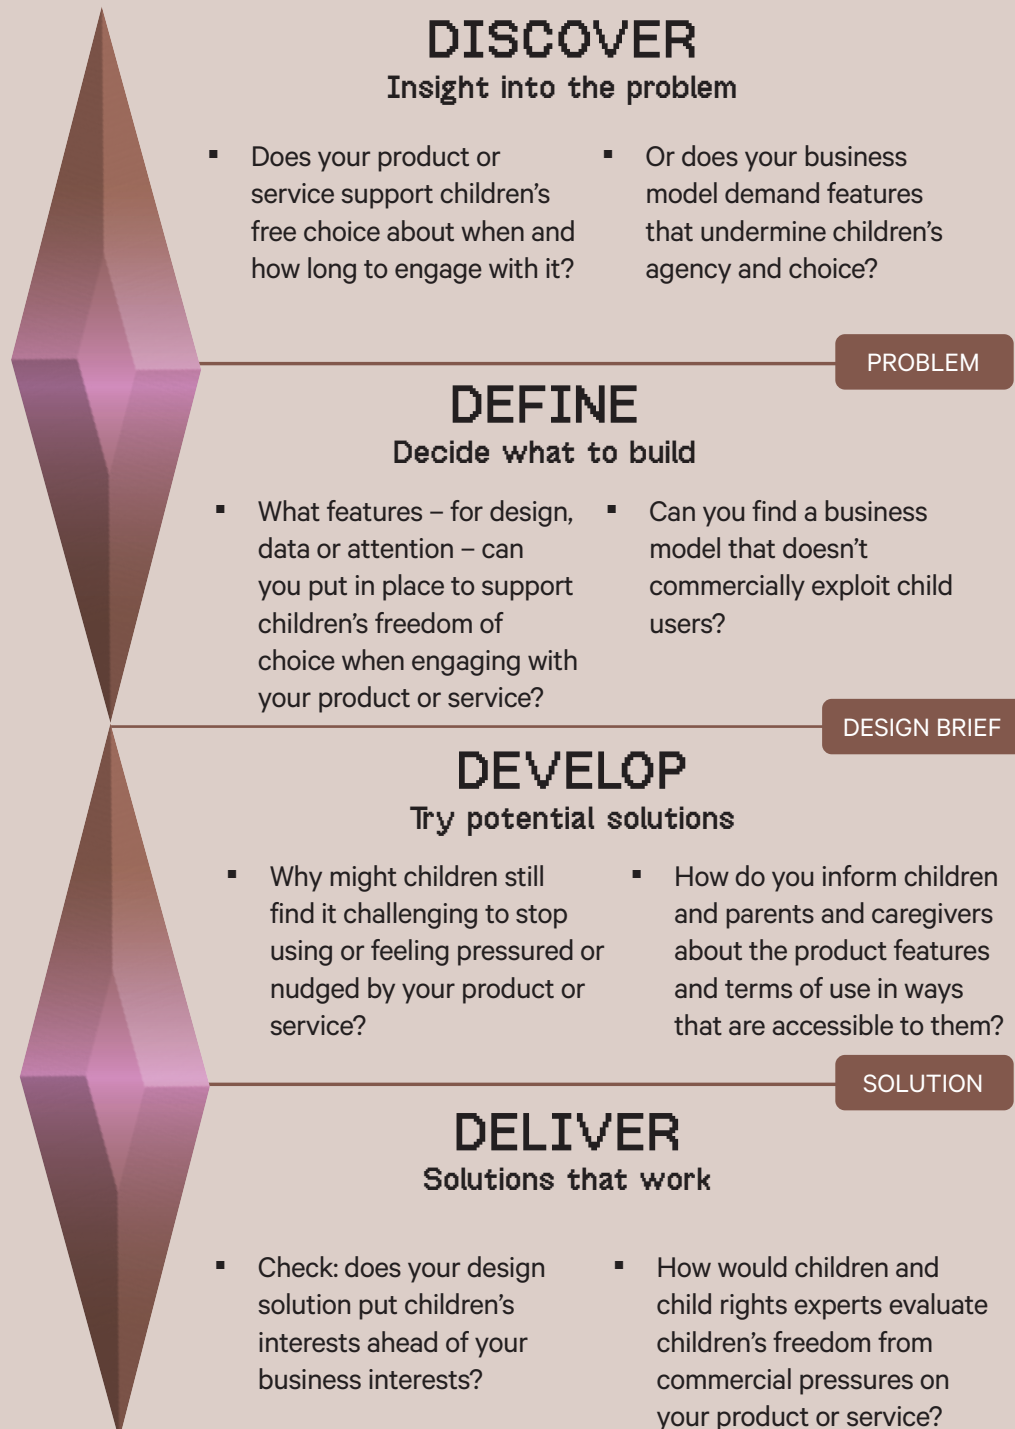 DISCOVER
Insight into the problem
▪ Does your product or
service support children’s
free choice about when and
how long to engage with it?
▪ Or does your business
model demand features
that undermine children’s
agency and choice?
PROBLEM
DEFINE
Decide what to build
▪ What features – for design,
data or attention – can
you put in place to support
children’s freedom of
choice when engaging with
your product or service?
▪ Can you find a business
model that doesn’t
commercially exploit child
users?
DESIGN BRIEF
DEVELOP
Try potential solutions
▪ Why might children still
find it challenging to stop
using or feeling pressured or
nudged by your product or
service?
▪ How do you inform children
and parents and caregivers
about the product features
and terms of use in ways
that are accessible to them?
SOLUTION
DELIVER
Solutions that work
▪ Check: does your design
solution put children’s
interests ahead of your
business interests?
▪ How would children and
child rights experts evaluate
children’s freedom from
commercial pressures on
your product or service?